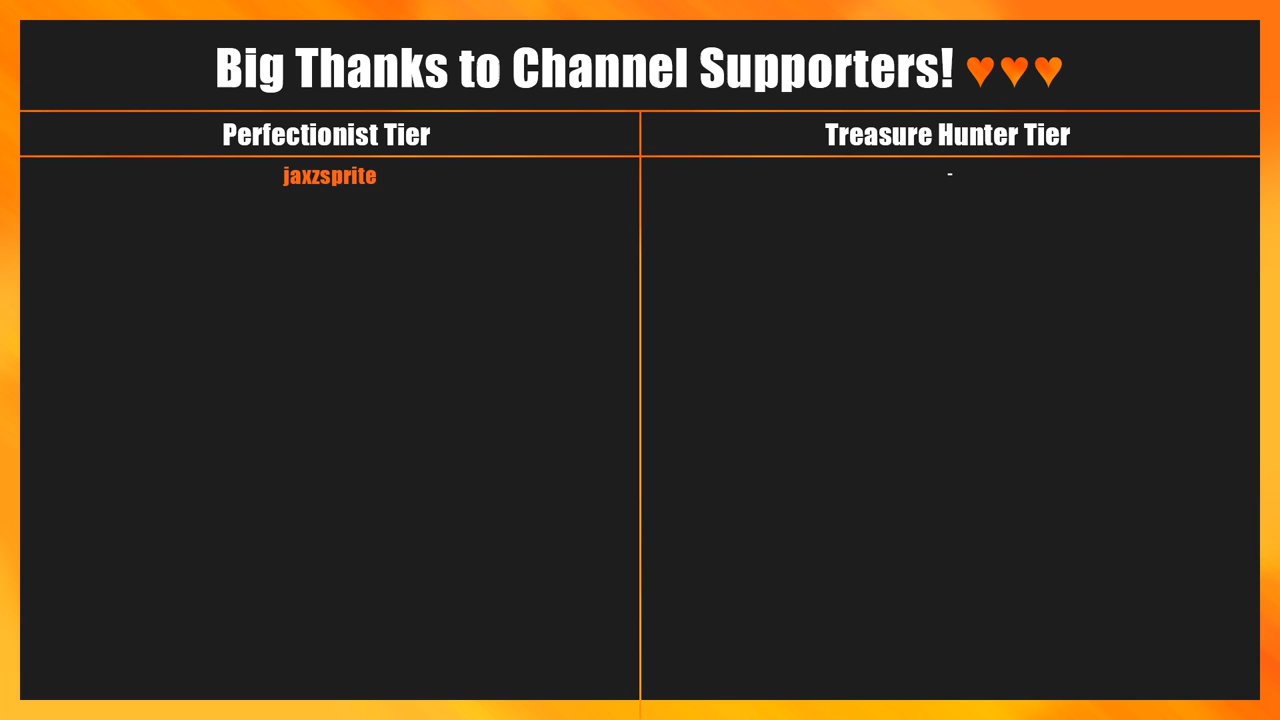 Big Thanks to Channel Supporters! ♥♥♥
Perfectionist Tier
Treasure Hunter Tier
jaxzsprite
-